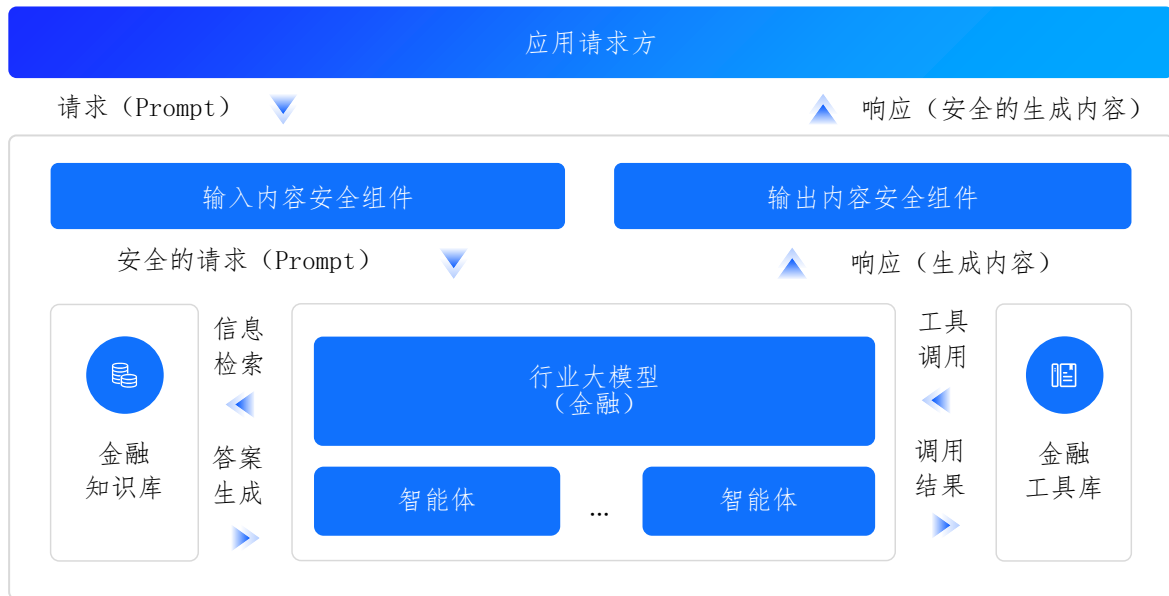 应用请求方
请求（Prompt）
响应（安全的生成内容）
输入内容安全组件
输出内容安全组件
安全的请求（Prompt）
响应（生成内容）
信息
检索
答案
生成
金融
知识库
行业大模型
（金融）
智能体
...
智能体
工具
调用
调用
结果
金融
工具库